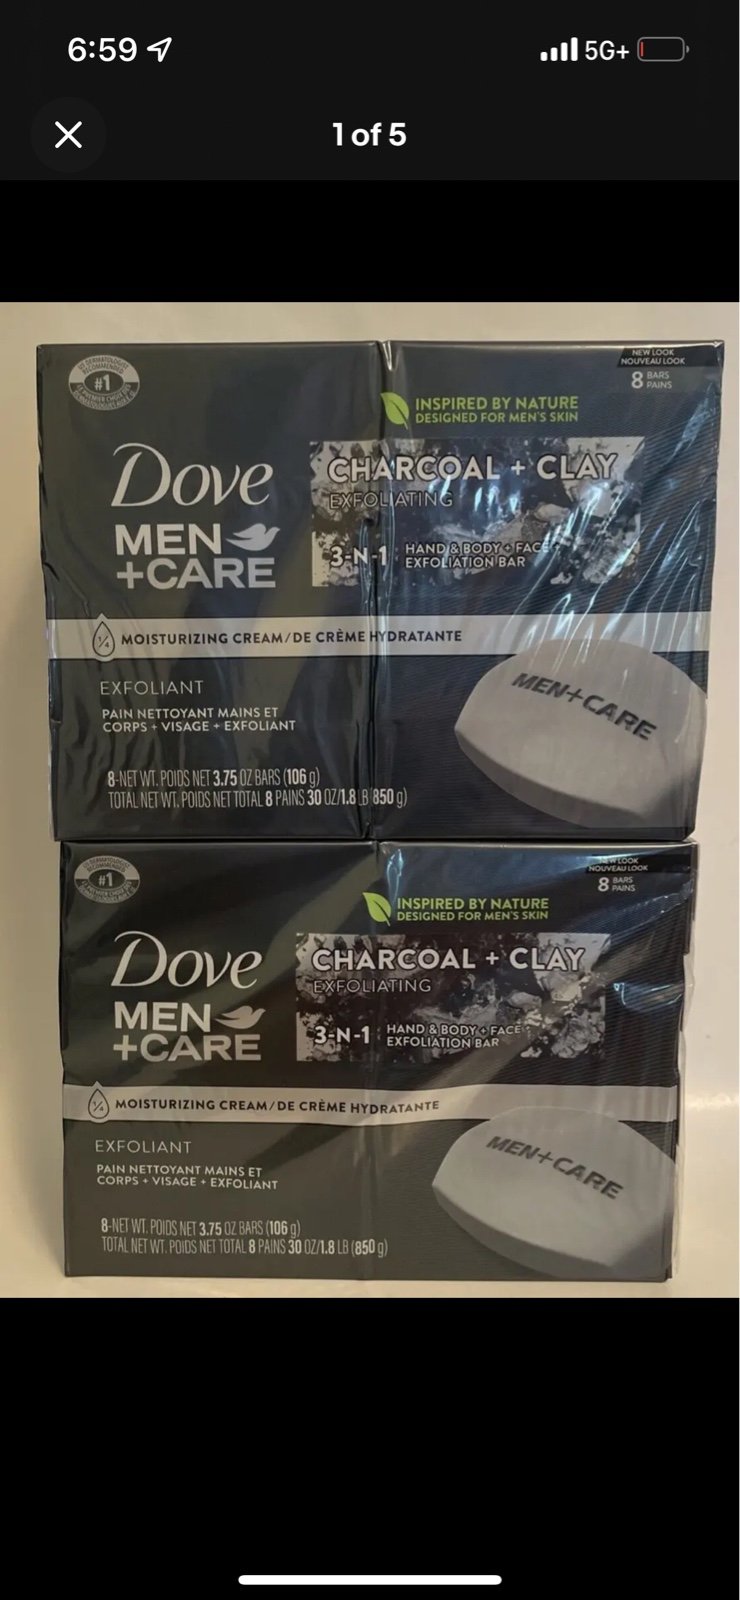 6:59
5G+
1 of 5
US DERMATOLOGIST RECOMMENDED
#1
NEW LOOK
NOUVEAU LOOK
8 BARS
PAINS
INSPIRED BY NATURE
DESIGNED FOR MEN'S SKIN
Dove
MEN
+CARE
CHARCOAL + CLAY
EXFOLIATING
3-N-1 HAND & BODY + FACE +
EXFOLIATION BAR
1/4 MOISTURIZING CREAM/DE CRÈME HYDRATANTE
EXFOLIANT
PAIN NETTOYANT MAINS ET
CORPS + VISAGE + EXFOLIANT
MEN+CARE
8-NET WT. POIDS NET 3.75 OZ BARS (106 g)
TOTAL NET WT. POIDS NET TOTAL 8 PAINS 30 OZ/1.8 LB (850 g)
#1
NEW LOOK
NOUVEAU LOOK
8 BARS
PAINS
INSPIRED BY NATURE
DESIGNED FOR MEN'S SKIN
Dove
MEN
+CARE
CHARCOAL + CLAY
EXFOLIATING
3-N-1 HAND & BODY + FACE +
EXFOLIATION BAR
1/4 MOISTURIZING CREAM/DE CRÈME HYDRATANTE
EXFOLIANT
PAIN NETTOYANT MAINS ET
CORPS + VISAGE + EXFOLIANT
MEN+CARE
8-NET WT. POIDS NET 3.75 OZ BARS (106 g)
TOTAL NET WT. POIDS NET TOTAL 8 PAINS 30 OZ/1.8 LB (850 g)